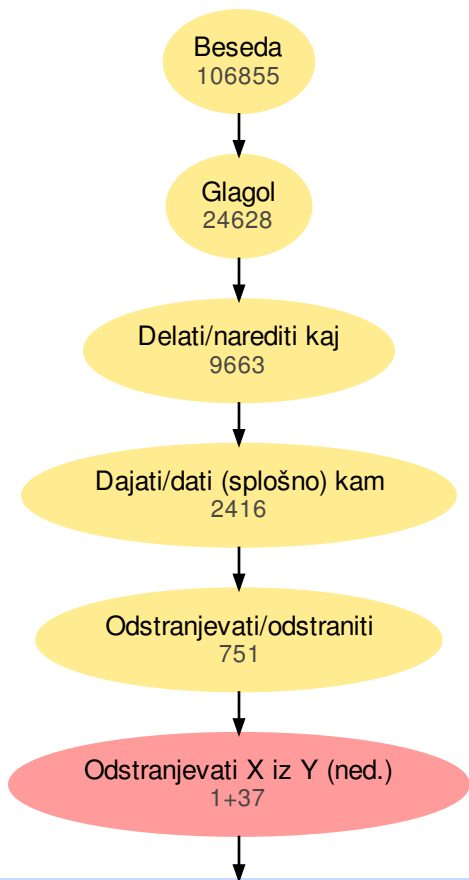 Beseda
106855
Glagol
24628
Delati/narediti kaj
9663
Dajati/dati (splošno) kam
2416
Odstranjevati/odstraniti
751
Odstranjevati X iz Y (ned.)
1+37